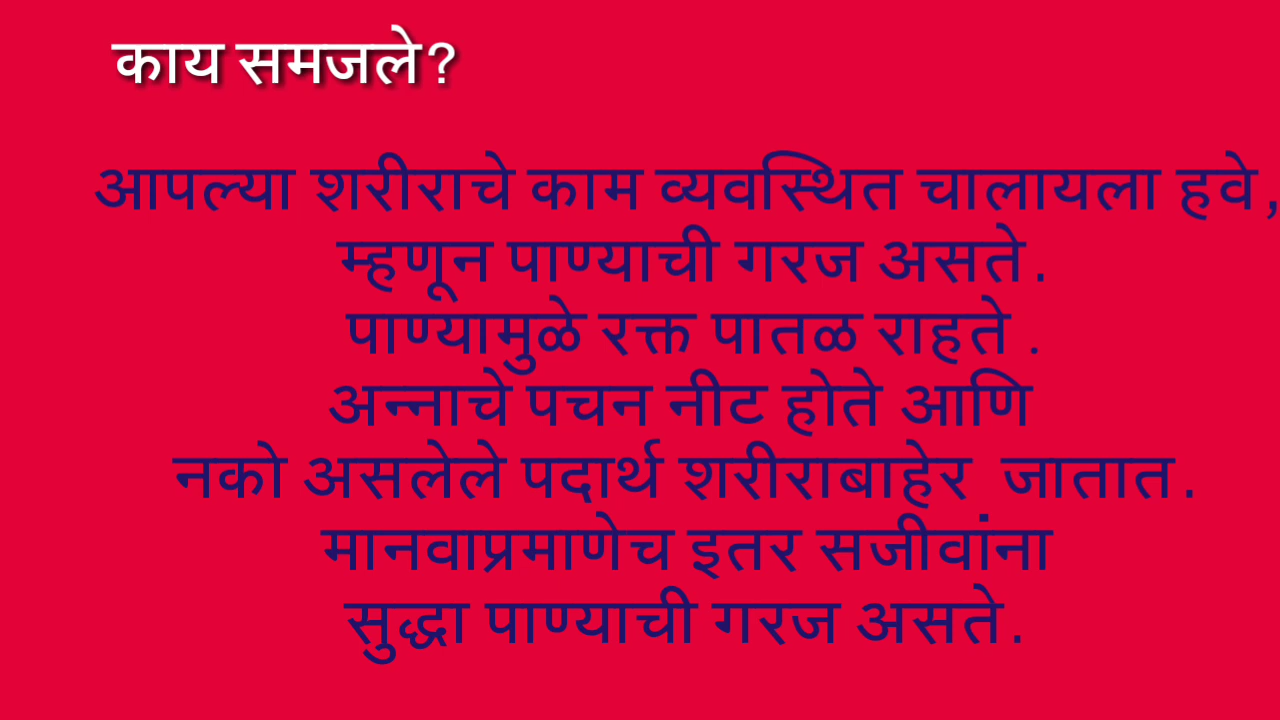 काय समजले?
आपल्या शरीराचे काम व्यवस्थित चालायला हवे,
म्हणून पाण्याची गरज असते.
पाण्यामुळे रक्त पातळ राहते .
अन्नाचे पचन नीट होते आणि
नको असलेले पदार्थ शरीराबाहेर जातात.
मानवाप्रमाणेच इतर सजीवांना
सुद्धा पाण्याची गरज असते.